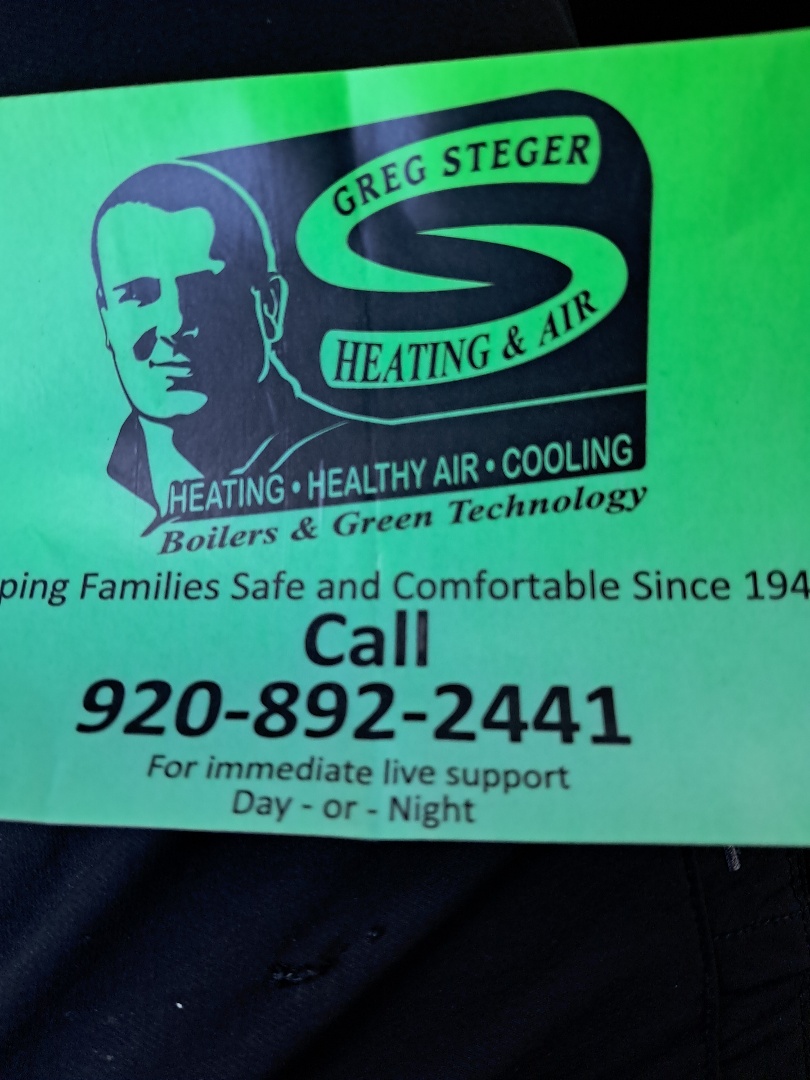 GREG STEGER
HEATING & AIR
HEATING • HEALTHY AIR • COOLING
Boilers & Green Technology
ping Families Safe and Comfortable Since 194
Call
920-892-2441
For immediate live support
Day - or - Night